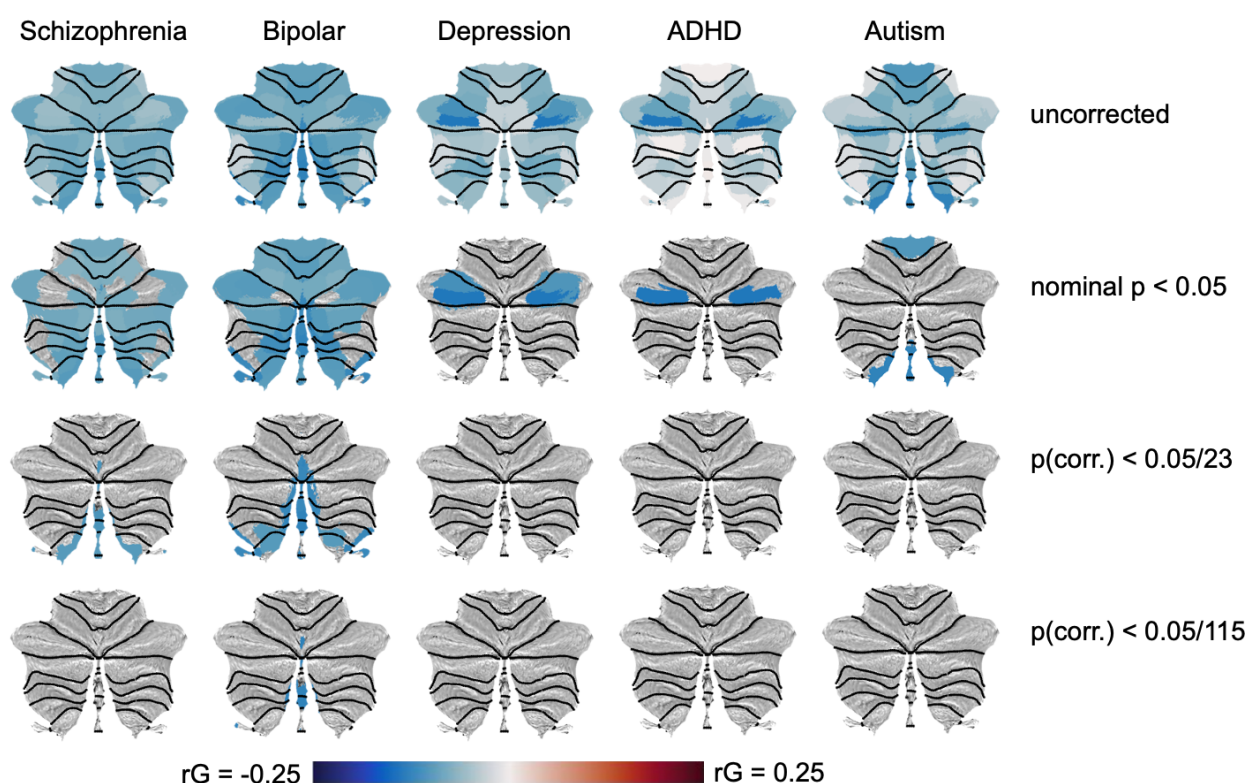 Schizophrenia Bipolar Depression ADHD Autism
uncorrected
nominal p < 0.05
p(corr.) < 0.05/23
p(corr.) < 0.05/115
rG = -0.25 rG = 0.25